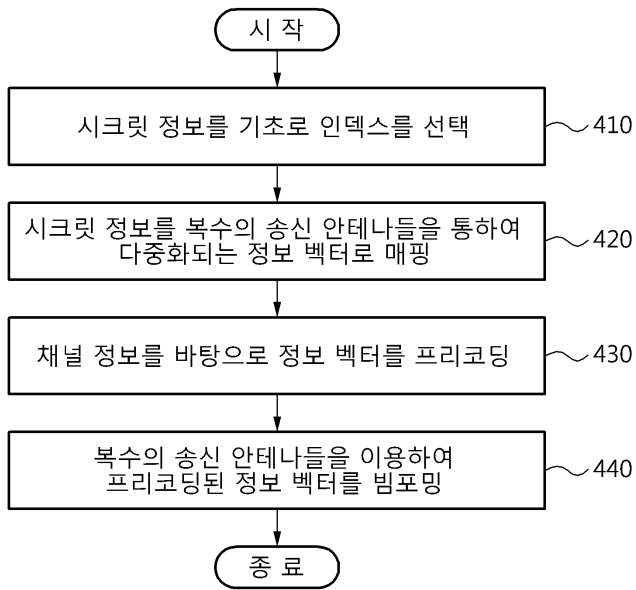 시 작
시크릿 정보를 기초로 인덱스를 선택
410
시크릿 정보를 복수의 송신 안테나들을 통하여
다중화되는 정보 벡터로 매핑
420
채널 정보를 바탕으로 정보 벡터를 프리코딩
430
복수의 송신 안테나들을 이용하여
프리코딩된 정보 벡터를 빔포밍
440
종 료